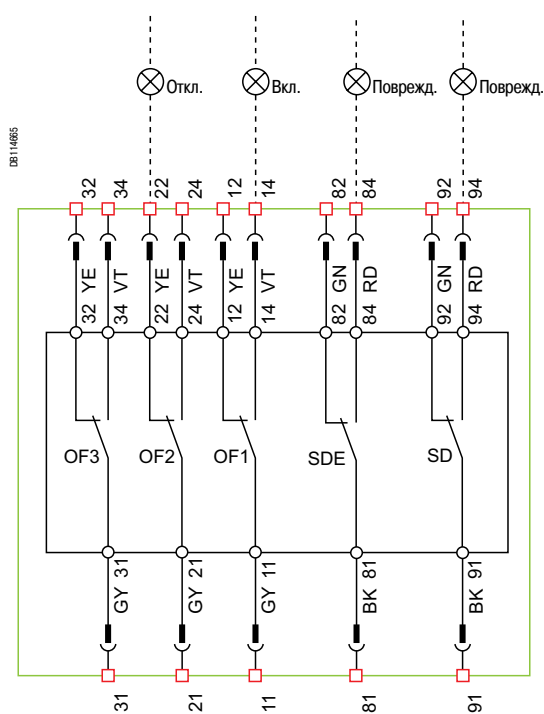 Откл.
Вкл.
Поврежд.
Поврежд.
DB114665
32 34 22 24 12 14 82 84 92 94
YE VT YE VT YE VT GN RD GN RD
32 34 22 24 12 14 82 84 92 94
OF3 OF2 OF1 SDE SD
31 21 11 81 91
GY GY GY BK BK
31 21 11 81 91